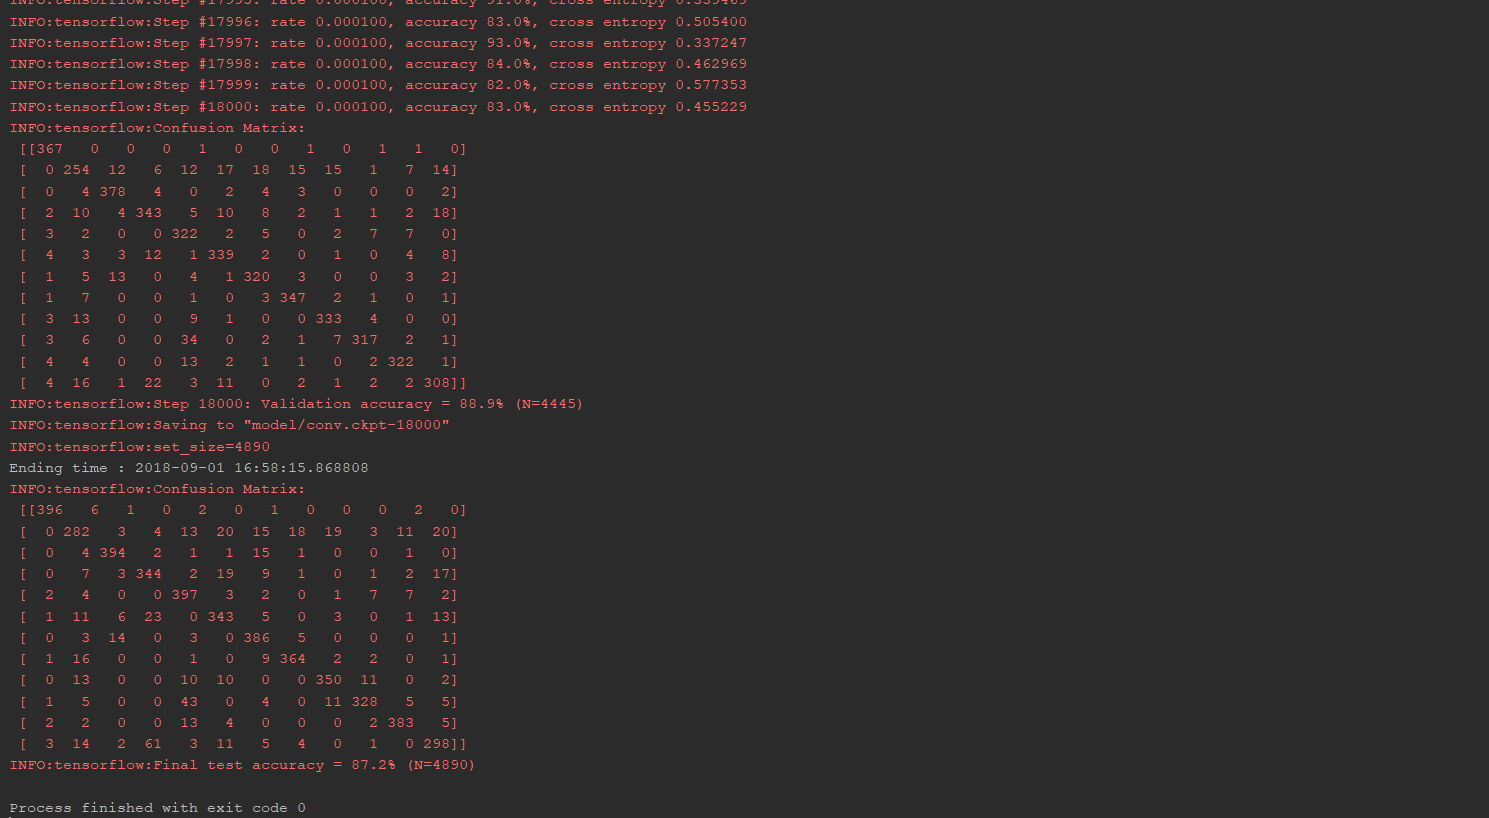 INFO:tensorflow:Step #17995: rate 0.000100, accuracy 91.0%, cross entropy 0.339469
INFO:tensorflow:Step #17996: rate 0.000100, accuracy 83.0%, cross entropy 0.505400
INFO:tensorflow:Step #17997: rate 0.000100, accuracy 93.0%, cross entropy 0.337247
INFO:tensorflow:Step #17998: rate 0.000100, accuracy 84.0%, cross entropy 0.462969
INFO:tensorflow:Step #17999: rate 0.000100, accuracy 82.0%, cross entropy 0.577353
INFO:tensorflow:Step #18000: rate 0.000100, accuracy 83.0%, cross entropy 0.455229
INFO:tensorflow:Confusion Matrix:
[[367 0 0 0 1 0 0 1 0 1 1 0]
[ 0 254 12 6 12 17 18 15 15 1 7 14]
[ 0 4 378 4 0 2 4 3 0 0 0 2]
[ 2 10 4 343 5 10 8 2 1 1 2 18]
[ 3 2 0 0 322 2 5 0 2 7 7 0]
[ 4 3 3 12 1 339 2 0 1 0 4 8]
[ 1 5 13 0 4 1 320 3 0 0 3 2]
[ 1 7 0 0 1 0 3 347 2 1 0 1]
[ 3 13 0 0 9 1 0 0 333 4 0 0]
[ 3 6 0 0 34 0 2 1 7 317 2 1]
[ 4 4 0 0 13 2 1 1 0 2 322 1]
[ 4 16 1 22 3 11 0 2 1 2 2 308]]
INFO:tensorflow:Step 18000: Validation accuracy = 88.9% (N=4445)
INFO:tensorflow:Saving to "model/conv.ckpt-18000"
INFO:tensorflow:set_size=4890
Ending time : 2018-09-01 16:58:15.868808
INFO:tensorflow:Confusion Matrix:
[[396 6 1 0 2 0 1 0 0 0 2 0]
[ 0 282 3 4 13 20 15 18 19 3 11 20]
[ 0 4 394 2 1 1 15 1 0 0 1 0]
[ 0 7 3 344 2 19 9 1 0 1 2 17]
[ 2 4 0 0 397 3 2 0 1 7 7 2]
[ 1 11 6 23 0 343 5 0 3 0 1 13]
[ 0 3 14 0 3 0 386 5 0 0 0 1]
[ 1 16 0 0 1 0 9 364 2 2 0 1]
[ 0 13 0 0 10 10 0 0 350 11 0 2]
[ 1 5 0 0 43 0 4 0 11 328 5 5]
[ 2 2 0 0 13 4 0 0 0 2 383 5]
[ 3 14 2 61 3 11 5 4 0 1 0 298]]
INFO:tensorflow:Final test accuracy = 87.2% (N=4890)
Process finished with exit code 0